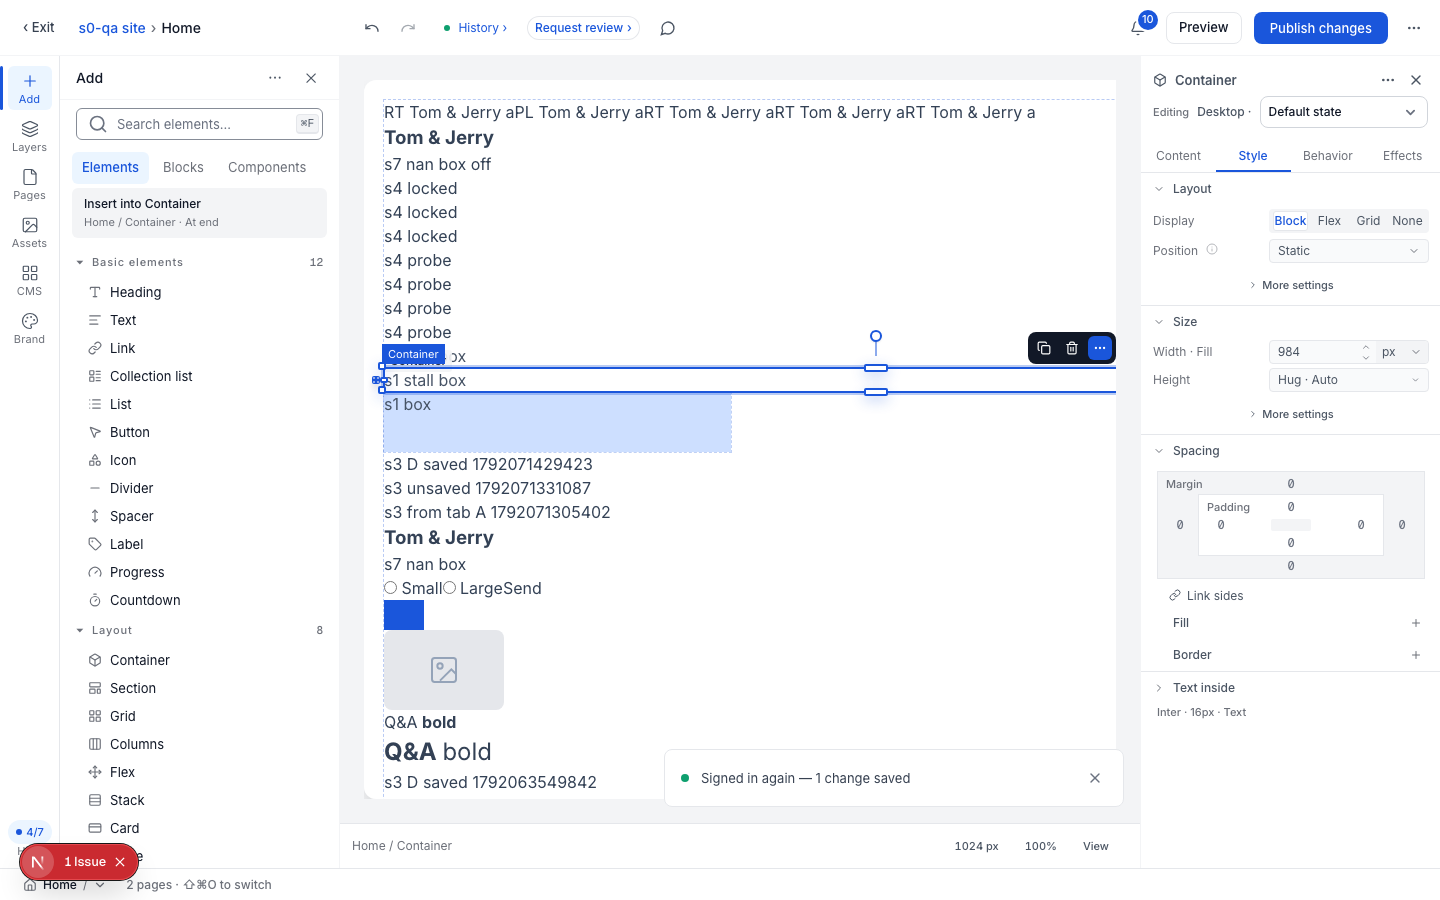 ‹ Exit
s0-qa site › Home
History ›
Request review ›
10
Preview
Publish changes
Add
Layers
Pages
Assets
CMS
Brand
4/7
Add
Search elements...
⌘F
Elements
Blocks
Components
Insert into Container
Home / Container · At end
Basic elements 12
Heading
Text
Link
Collection list
List
Button
Icon
Divider
Spacer
Label
Progress
Countdown
Layout 8
Container
Section
Grid
Columns
Flex
Stack
Card
RT Tom & Jerry aPL Tom & Jerry aRT Tom & Jerry aRT Tom & Jerry aRT Tom & Jerry a
Tom & Jerry
s7 nan box off
s4 locked
s4 locked
s4 locked
s4 probe
s4 probe
s4 probe
s4 probe
Container
ox
s1 stall box
s1 box
s3 D saved 1792071429423
s3 unsaved 1792071331087
s3 from tab A 1792071305402
Tom & Jerry
s7 nan box
Small LargeSend
Q&A bold
Q&A bold
s3 D saved 1792063549842
Signed in again — 1 change saved
Home / Container
1024 px
100%
View
Container
Editing Desktop · Default state
Content
Style
Behavior
Effects
Layout
Display Block Flex Grid None
Position Static
More settings
Size
Width · Fill 984 px
Height Hug · Auto
More settings
Spacing
Margin 0
Padding 0
0 0 0 0
0
0
Link sides
Fill
Border
Text inside
Inter · 16px · Text
N 1 Issue
Home / 2 pages · ⇧⌘O to switch